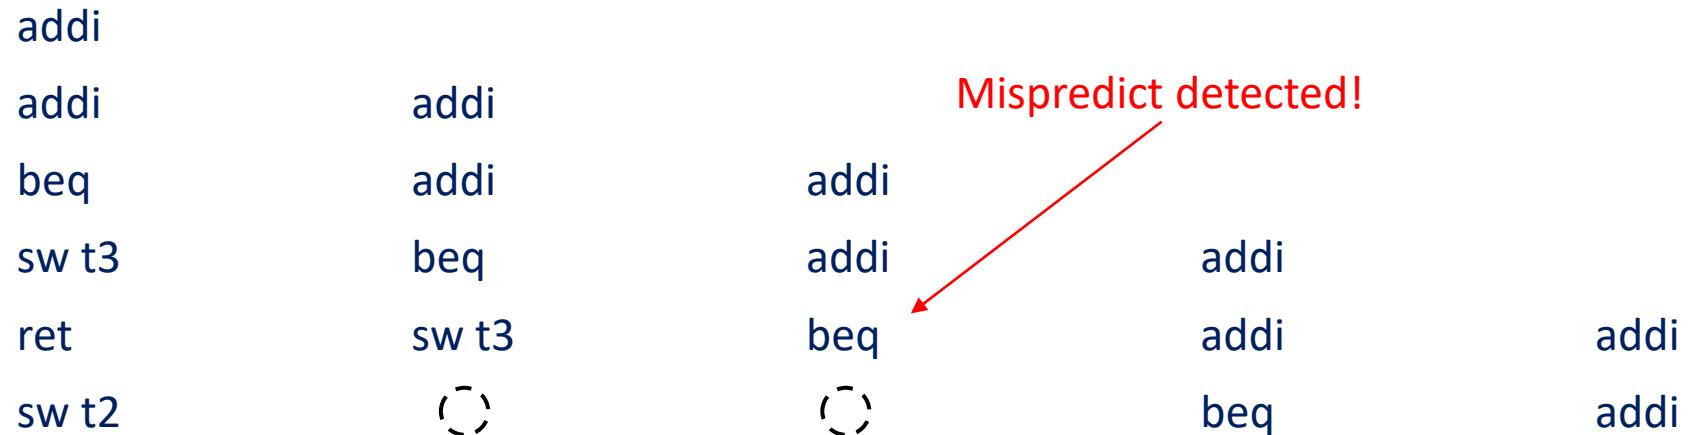 addi
addi addi Mispredict detected!
beq addi addi
sw t3 beq addi addi
ret sw t3 beq addi addi
sw t2 beq addi